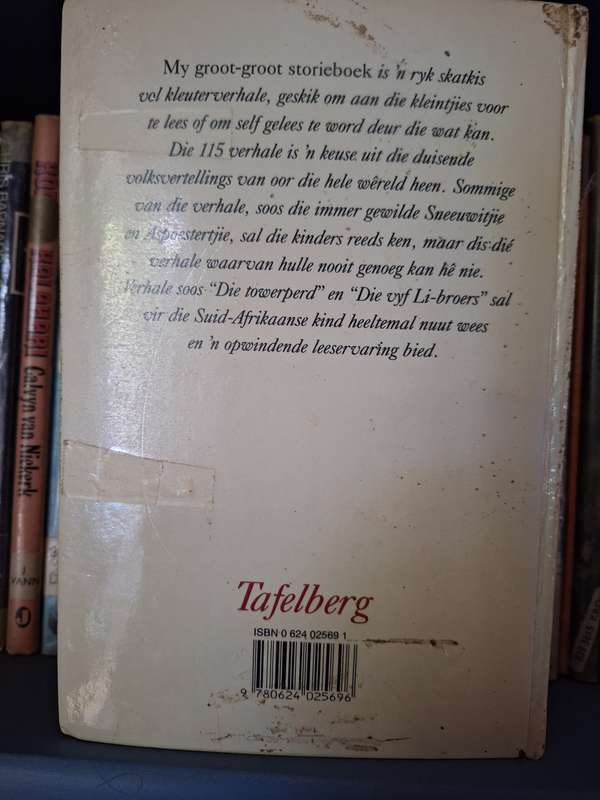 My groot-groot storieboek is 'n ryk skatkis
vol kleuterverhale, geskik om aan die kleintjies voor
te lees of om self gelees te word deur die wat kan.
Die 115 verhale is 'n keuse uit die duisende
volksvertellings van oor die hele wêreld heen. Sommige
van die verhale, soos die immer gewilde Sneeuwitjie
en Aspoestertjie, sal die kinders reeds ken, maar dis dié
verhale waarvan hulle nooit genoeg kan hê nie.
Verhale soos "Die towerperd" en "Die vyf Li-broers" sal
vir die Suid-Afrikaanse kind heeltemal nuut wees
en 'n opwindende leeservaring bied.
Tafelberg
ISBN 0 624 02569 1
9 780624 025696
Calvyn van Niekerk
J
VANN